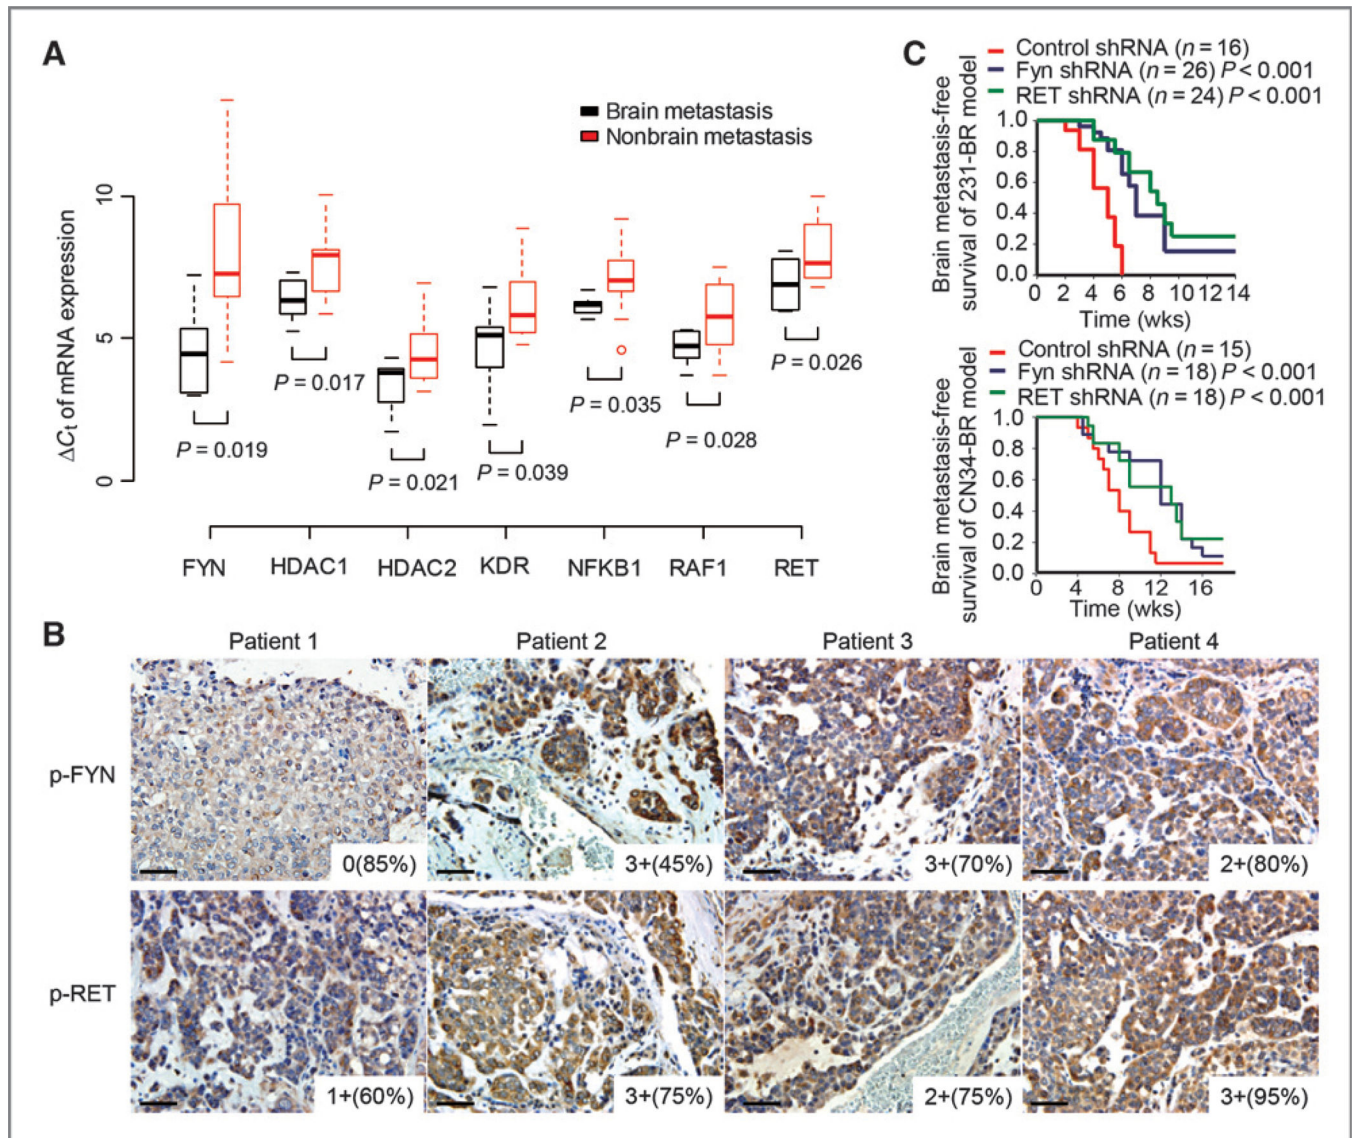 A
Brain metastasis
Nonbrain metastasis
ΔCt of mRNA expression
10
5
0
P = 0.019
P = 0.017
P = 0.021
P = 0.039
P = 0.035
P = 0.028
P = 0.026
FYN
HDAC1
HDAC2
KDR
NFKB1
RAF1
RET
C
Control shRNA (n = 16)
Fyn shRNA (n = 26) P < 0.001
RET shRNA (n = 24) P < 0.001
Brain metastasis-free
survival of 231-BR model
1.0
0.8
0.6
0.4
0.2
0.0
0 2 4 6 8 10 12 14
Time (wks)
Control shRNA (n = 15)
Fyn shRNA (n = 18) P < 0.001
RET shRNA (n = 18) P < 0.001
Brain metastasis-free
survival of CN34-BR model
1.0
0.8
0.6
0.4
0.2
0.0
0 4 8 12 16
Time (wks)
B
Patient 1 Patient 2 Patient 3 Patient 4
p-FYN
0(85%) 3+(45%) 3+(70%) 2+(80%)
p-RET
1+(60%) 3+(75%) 2+(75%) 3+(95%)